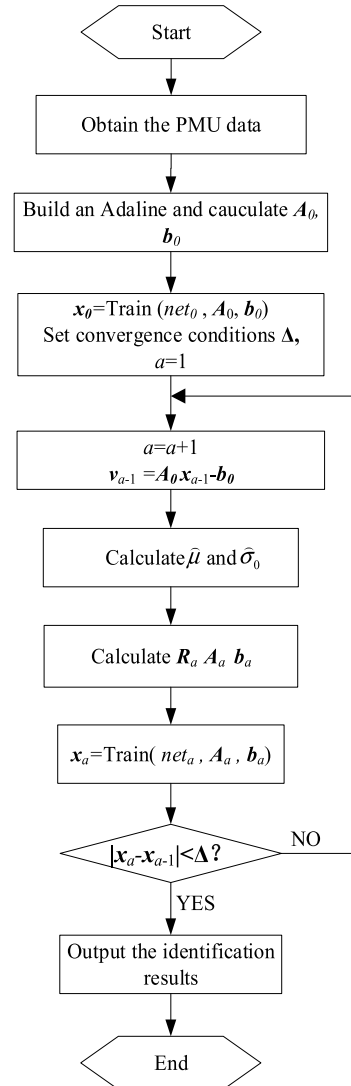 Start
Obtain the PMU data
Build an Adaline and cauculate A₀,
b₀
x₀=Train (net₀ , A₀, b₀)
Set convergence conditions Δ,
a=1
a=a+1
vₐ₋₁ =A₀xₐ₋₁-b₀
Calculate μ̂ and σ̂₀
Calculate Rₐ Aₐ bₐ
xₐ=Train( netₐ , Aₐ , bₐ)
|xₐ-xₐ₋₁|<Δ?
NO
YES
Output the identification
results
End